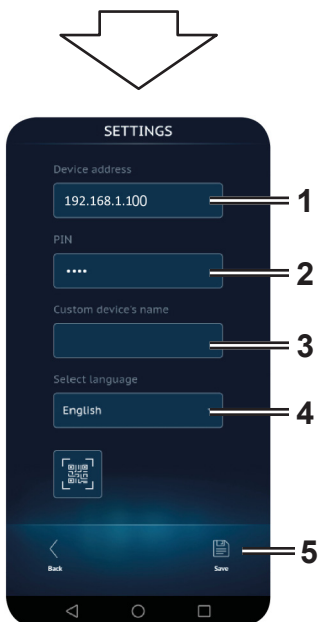 SETTINGS
Device address
192.168.1.100
1
PIN
••••
2
Custom device's name
3
Select language
English
4
Back
Save
5